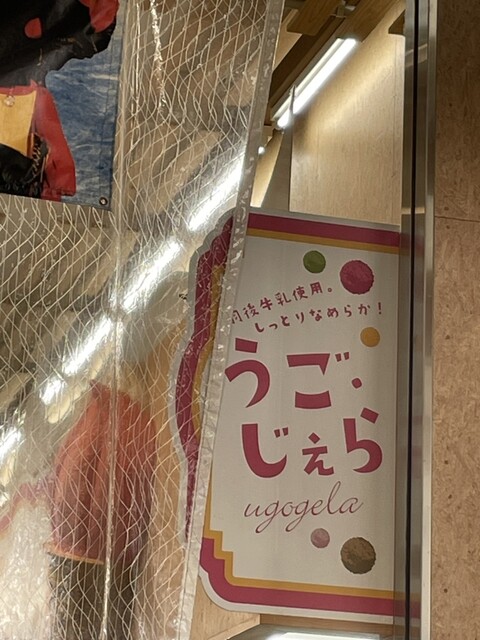 後牛乳使用。
しっとりなめらか！
うご・
じぇら
ugogela